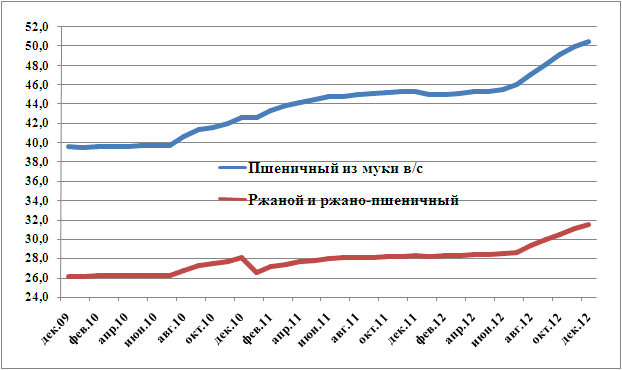 52,0
50,0
48,0
46,0
44,0
42,0
40,0
38,0
36,0
34,0
32,0
30,0
28,0
26,0
24,0
Пшеничный из муки в/с
Ржаной и ржано-пшеничный
дек.09
фев.10
апр.10
июн.10
авг.10
окт.10
дек.10
фев.11
апр.11
июн.11
авг.11
окт.11
дек.11
фев.12
апр.12
июн.12
авг.12
окт.12
дек.12